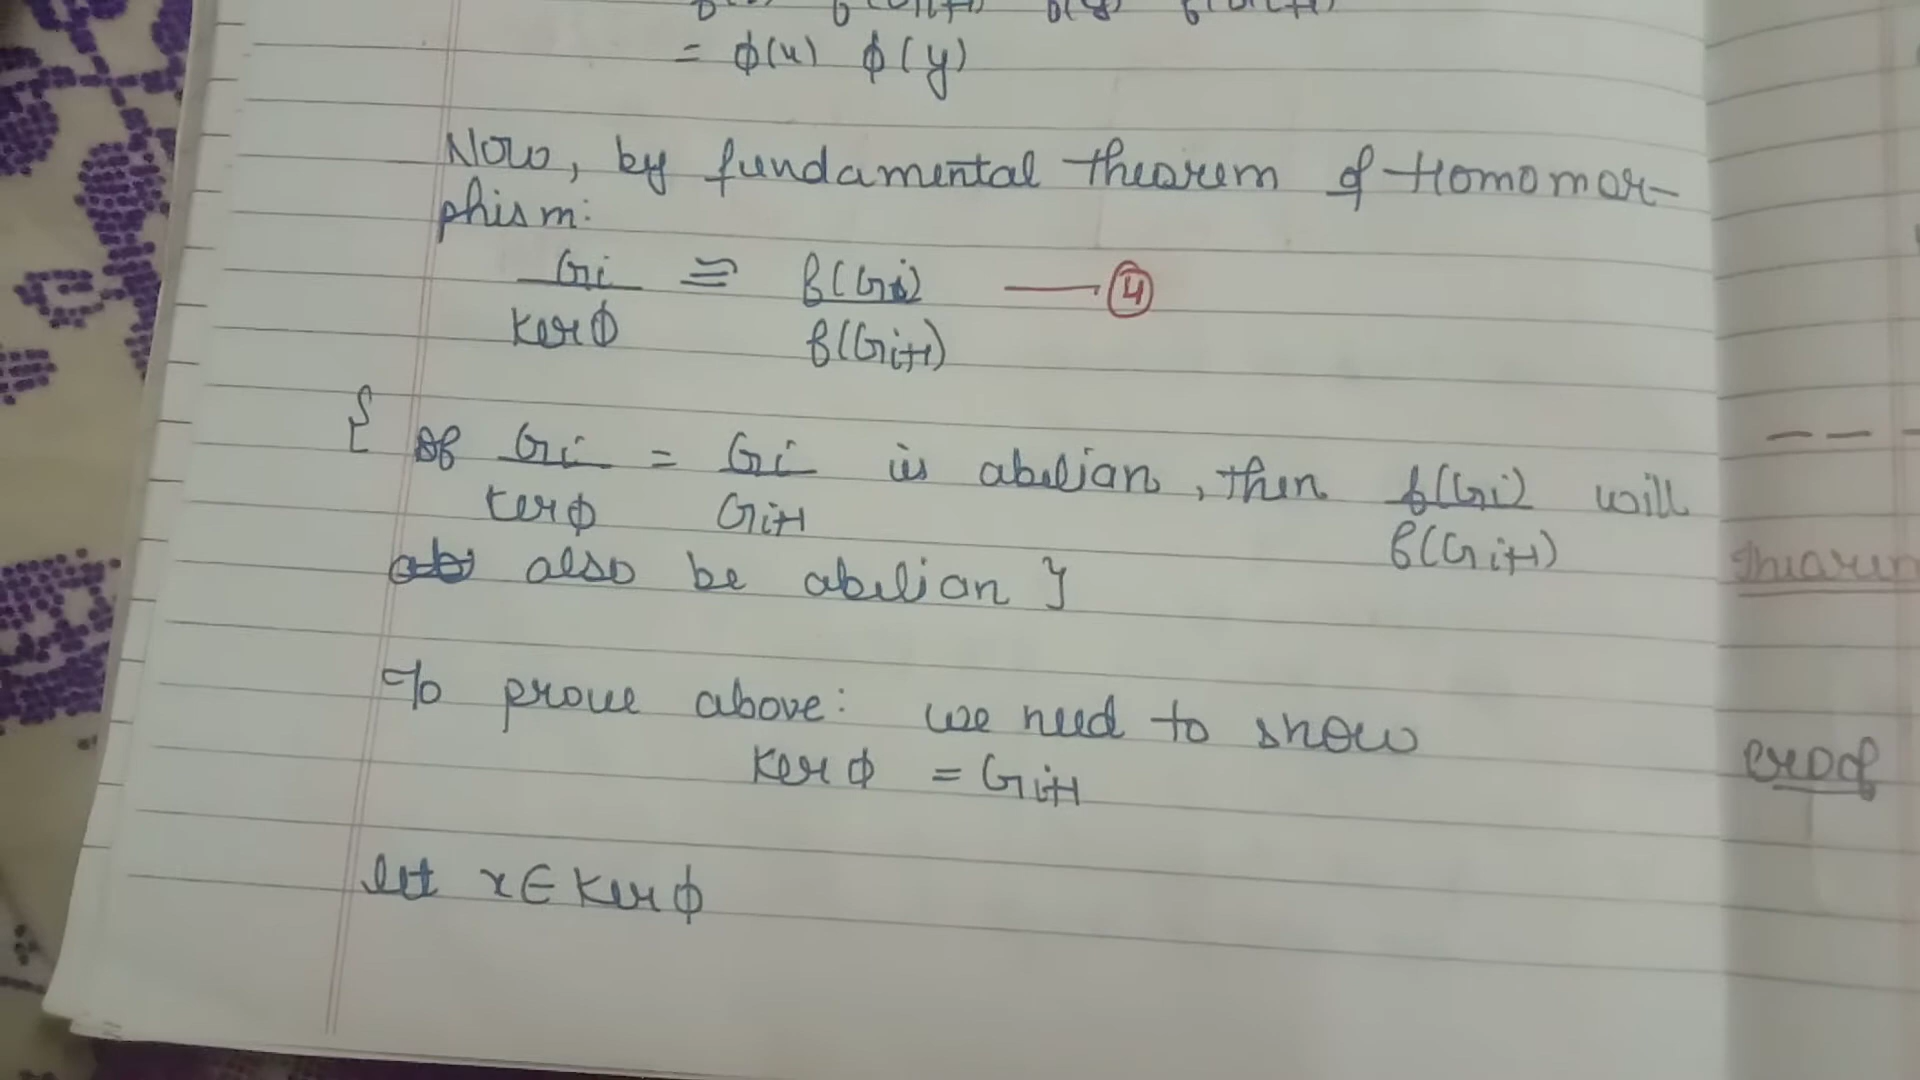 = ϕ(x) ϕ(y)
Now, by fundamental theorem of Homomor-
phism:
Gi/Kerϕ ≅ f(Gi)/f(Gi+1) — ④
{ If Gi/Kerϕ = Gi/Gi+1 is abelian, then f(Gi)/f(Gi+1) will
also be abelian }
To prove above: we need to show
Kerϕ = Gi+1
let x ∈ Kerϕ
Theorem
Proof